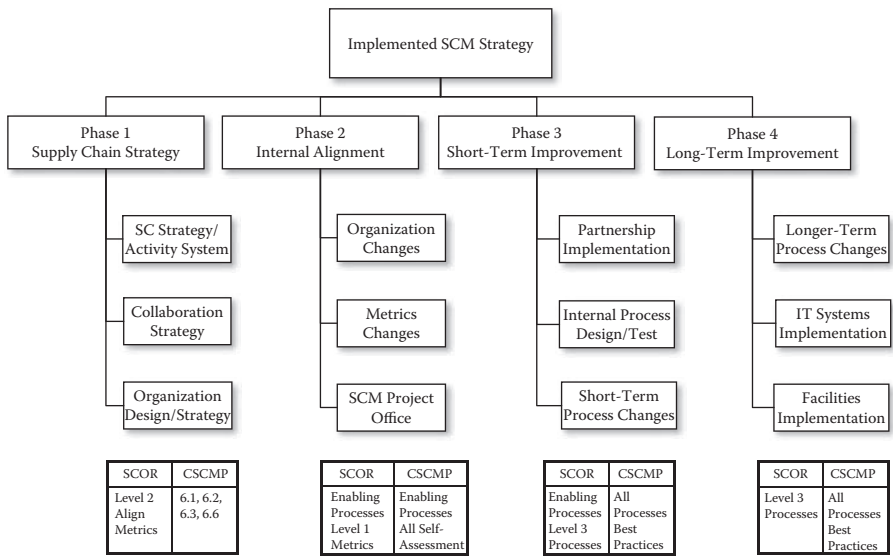 Implemented SCM Strategy
Phase 1
Supply Chain Strategy
Phase 2
Internal Alignment
Phase 3
Short-Term Improvement
Phase 4
Long-Term Improvement
SC Strategy/
Activity System
Organization
Changes
Partnership
Implementation
Longer-Term
Process Changes
Collaboration
Strategy
Metrics
Changes
Internal Process
Design/Test
IT Systems
Implementation
Organization
Design/Strategy
SCM Project
Office
Short-Term
Process Changes
Facilities
Implementation
SCOR
CSCMP
Level 2
Align
Metrics
6.1, 6.2,
6.3, 6.6
SCOR
CSCMP
Enabling
Processes
Level 1
Metrics
Enabling
Processes
All Self-
Assessment
SCOR
CSCMP
Enabling
Processes
Level 3
Processes
All
Processes
Best
Practices
SCOR
CSCMP
Level 3
Processes
All
Processes
Best
Practices